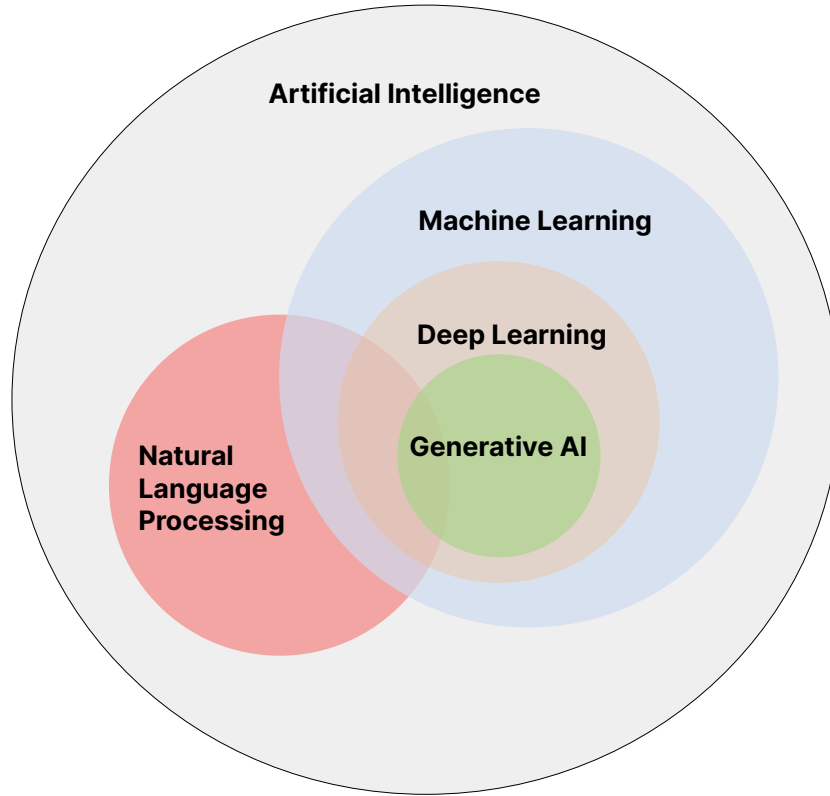 Artificial Intelligence
Machine Learning
Deep Learning
Generative AI
Natural
Language
Processing